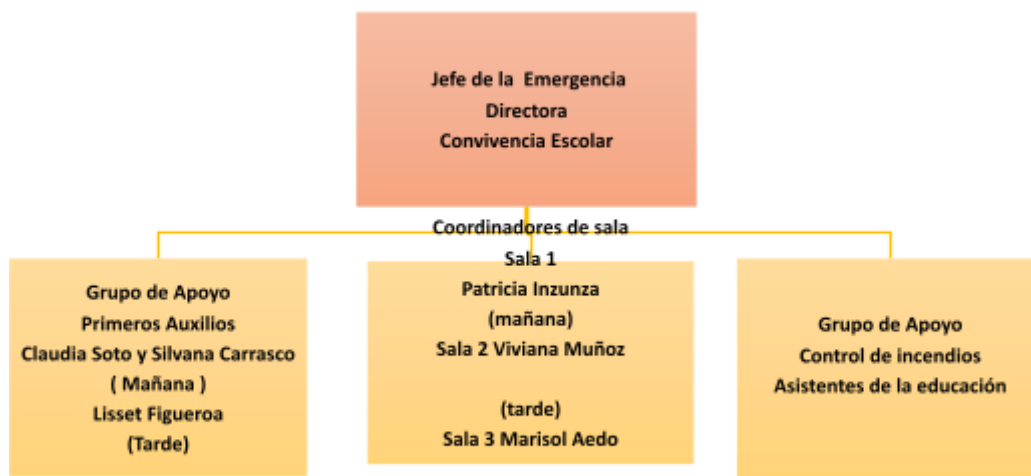 Jefe de la Emergencia
Directora
Convivencia Escolar
Grupo de Apoyo
Primeros Auxilios
Claudia Soto y Silvana Carrasco
( Mañana )
Lisset Figueroa
(Tarde)
Coordinadores de sala
Sala 1
Patricia Inzunza
(mañana)
Sala 2 Viviana Muñoz
(tarde)
Sala 3 Marisol Aedo
Grupo de Apoyo
Control de incendios
Asistentes de la educación